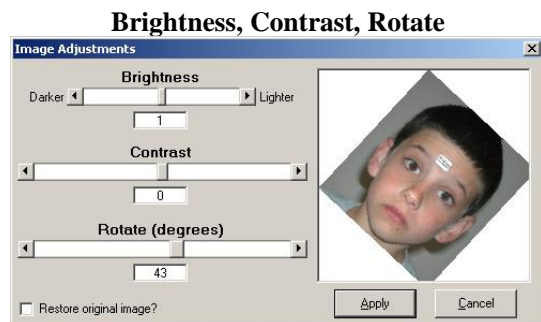 Brightness, Contrast, Rotate
Image Adjustments
Brightness
Darker
Lighter
1
Contrast
0
Rotate (degrees)
43
Restore original image?
Apply
Cancel